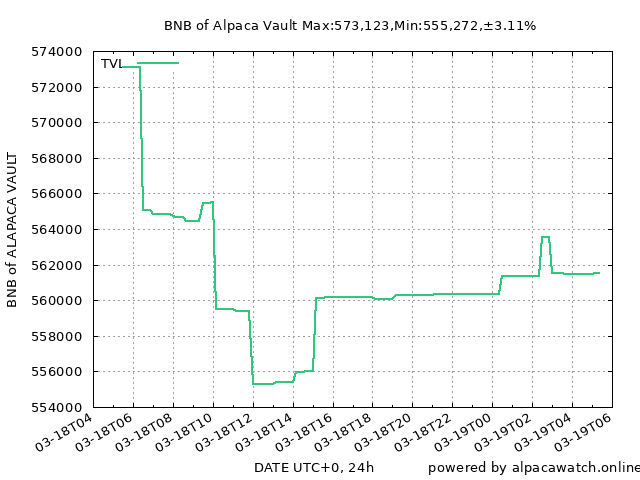 BNB of Alpaca Vault Max:573,123,Min:555,272,±3.11%
574000
572000
570000
568000
566000
564000
562000
560000
558000
556000
554000
TVL
BNB of ALAPACA VAULT
03-18T04
03-18T06
03-18T08
03-18T10
03-18T12
03-18T14
03-18T16
03-18T18
03-18T20
03-18T22
03-19T00
03-19T02
03-19T04
03-19T06
DATE UTC+0, 24h
powered by alpacawatch.online